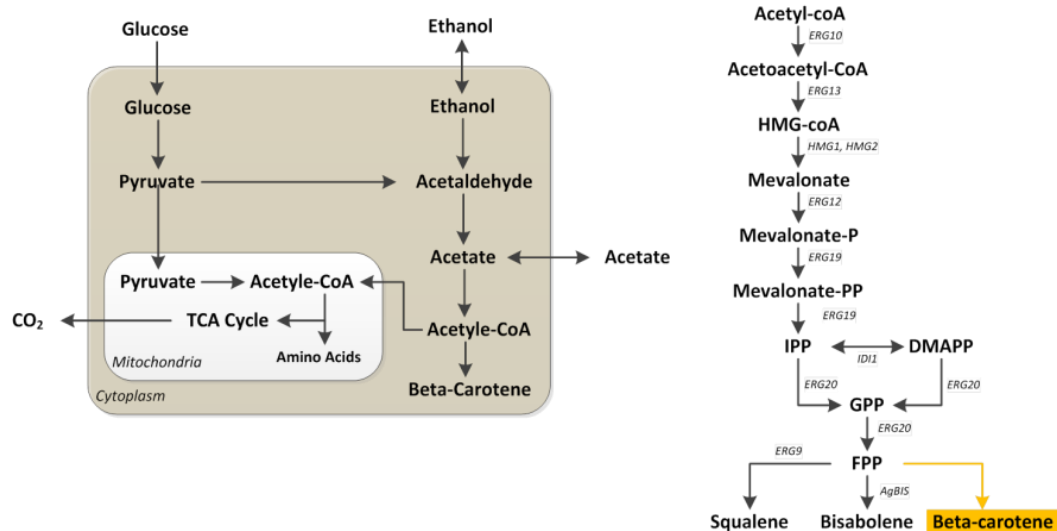 Glucose
Ethanol
Glucose
Ethanol
Pyruvate
Acetaldehyde
Acetate
Acetate
Pyruvate
Acetyle-CoA
CO₂
TCA Cycle
Acetyle-CoA
Mitochondria
Amino Acids
Beta-Carotene
Cytoplasm
Acetyl-coA
ERG10
Acetoacetyl-CoA
ERG13
HMG-coA
HMG1, HMG2
Mevalonate
ERG12
Mevalonate-P
ERG19
Mevalonate-PP
ERG19
IPP
DMAPP
IDI1
ERG20
ERG20
GPP
ERG20
ERG9
FPP
AgBIS
Squalene
Bisabolene
Beta-carotene